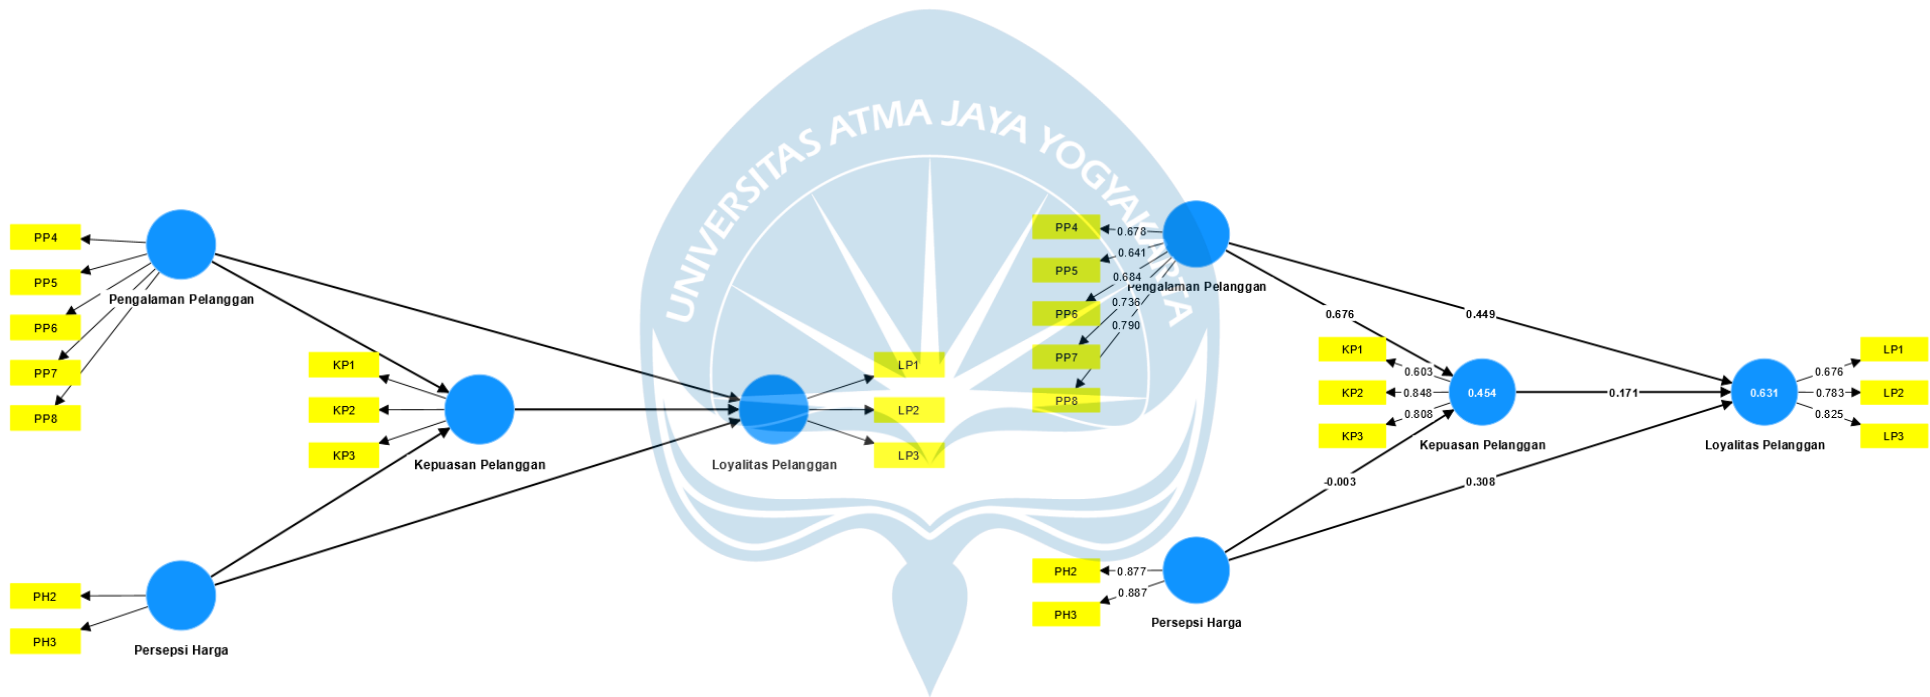 UNIVERSITAS ATMA JAYA YOGYAKARTA
PP4
PP5
PP6
PP7
PP8
Pengalaman Pelanggan
KP1
KP2
KP3
Kepuasan Pelanggan
LP1
LP2
LP3
Loyalitas Pelanggan
PH2
PH3
Persepsi Harga
PP4
PP5
PP6
PP7
PP8
0.678
0.641
0.684
0.736
0.790
Pengalaman Pelanggan
0.676
0.449
KP1
KP2
KP3
0.603
0.848
0.808
0.454
Kepuasan Pelanggan
0.171
0.631
Loyalitas Pelanggan
0.676
0.783
0.825
LP1
LP2
LP3
-0.003
0.308
PH2
PH3
0.877
0.887
Persepsi Harga